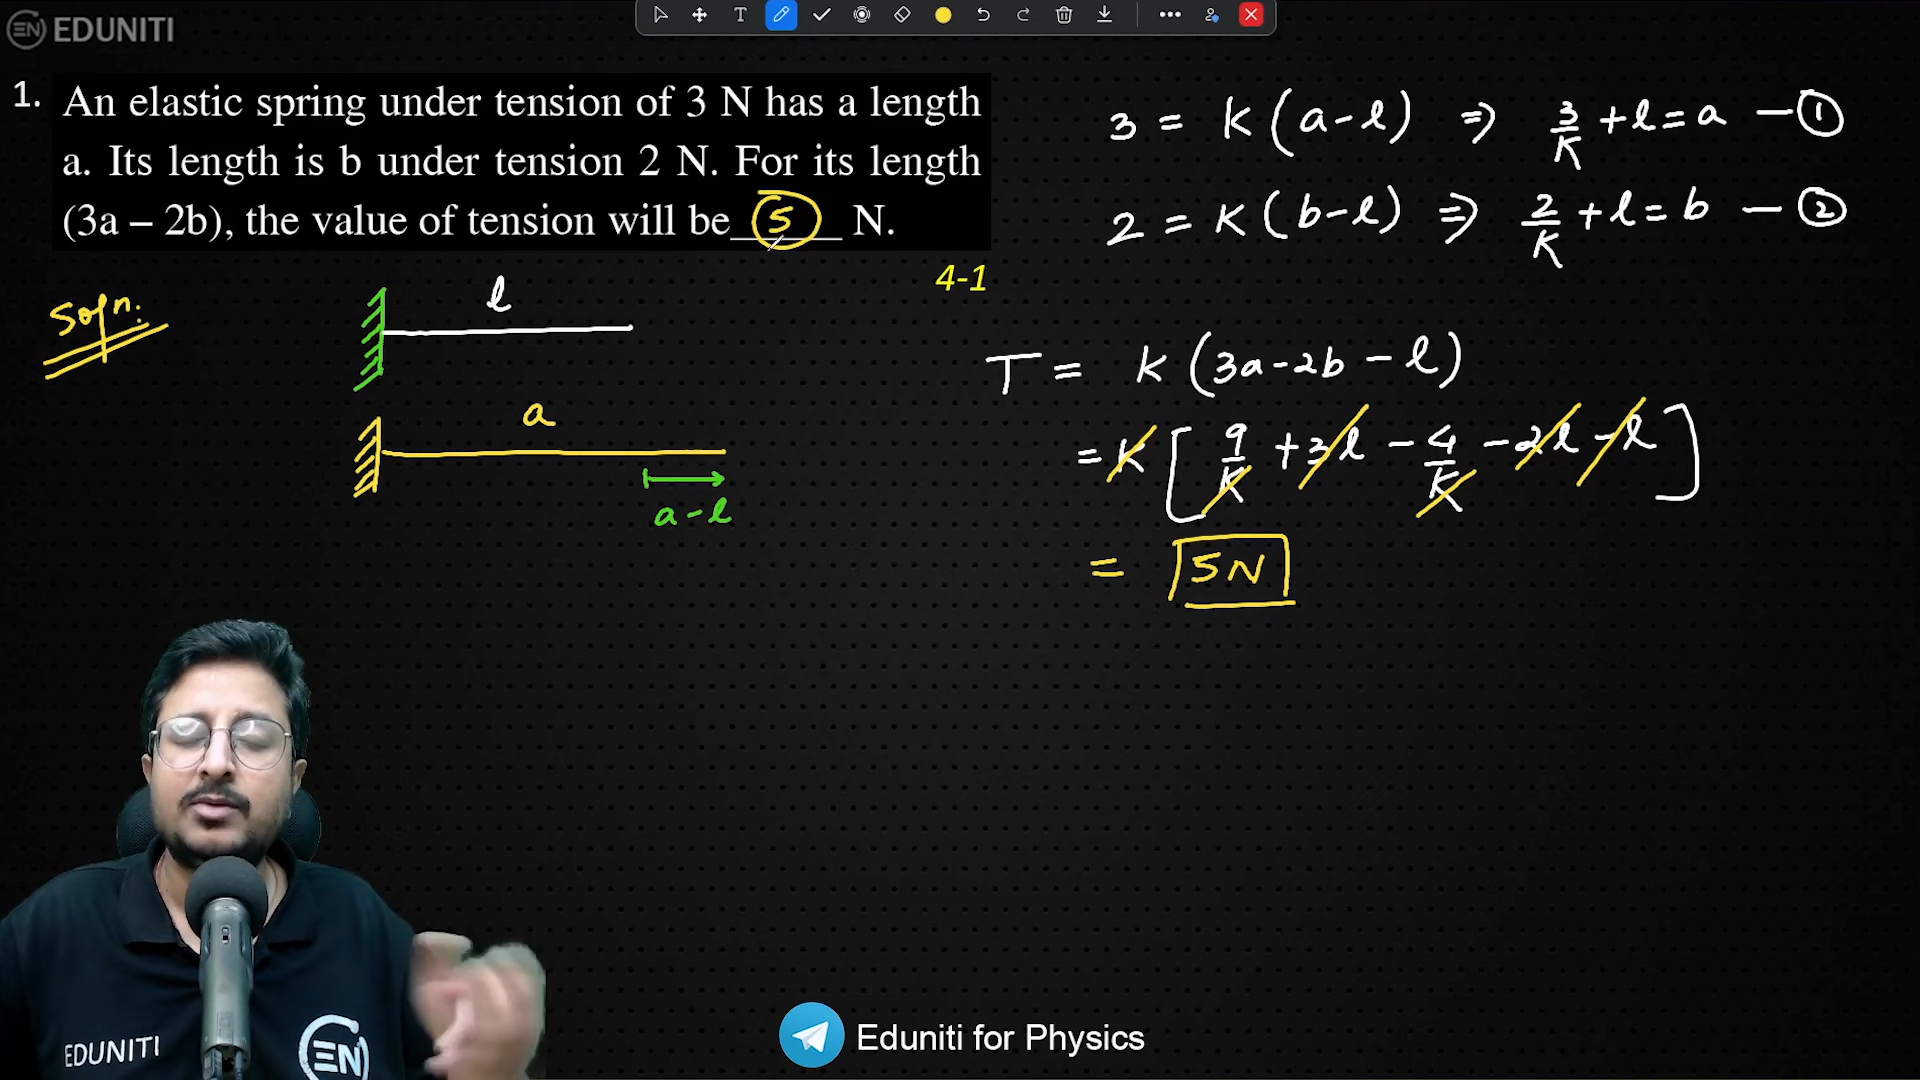 EDUNITI
1. An elastic spring under tension of 3 N has a length
a. Its length is b under tension 2 N. For its length
(3a – 2b), the value of tension will be 5 N.
4-1
Soln:
l
a
a-l
3 = K(a-l) ⇒ 3/K + l = a — ①
2 = K(b-l) ⇒ 2/K + l = b — ②
T = K(3a-2b-l)
= K[9/K + 3l - 4/K - 2l - l]
= 5N
EDUNITI
EN
Eduniti for Physics